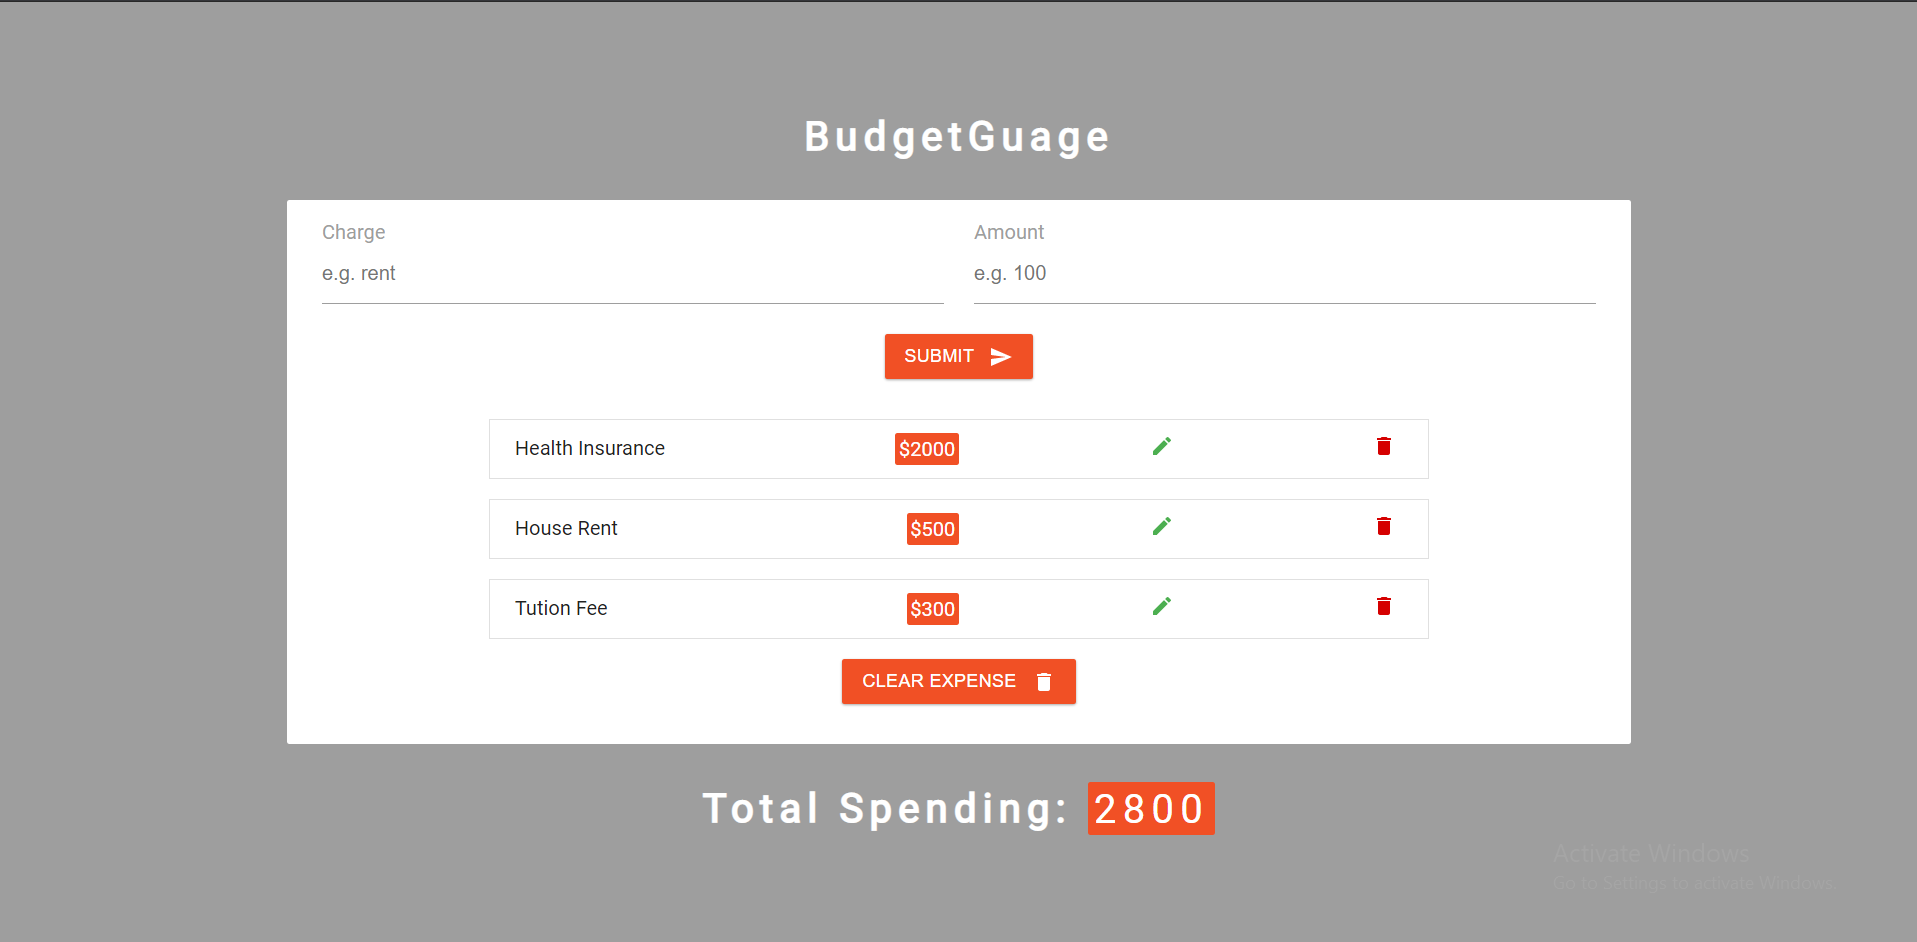 BudgetGuage
Charge
Amount
e.g. rent
e.g. 100
SUBMIT
Health Insurance $2000
House Rent $500
Tution Fee $300
CLEAR EXPENSE
Total Spending: 2800
Activate Windows
Go to Settings to activate Windows